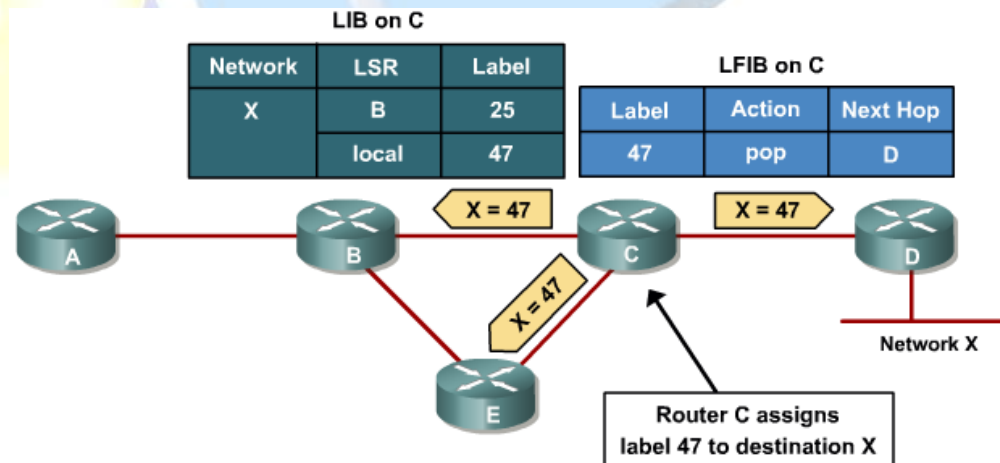 LIB on C
Network LSR Label
X B 25
local 47
LFIB on C
Label Action Next Hop
47 pop D
X = 47
X = 47
A
B
C
D
X = 47
Network X
E
Router C assigns
label 47 to destination X